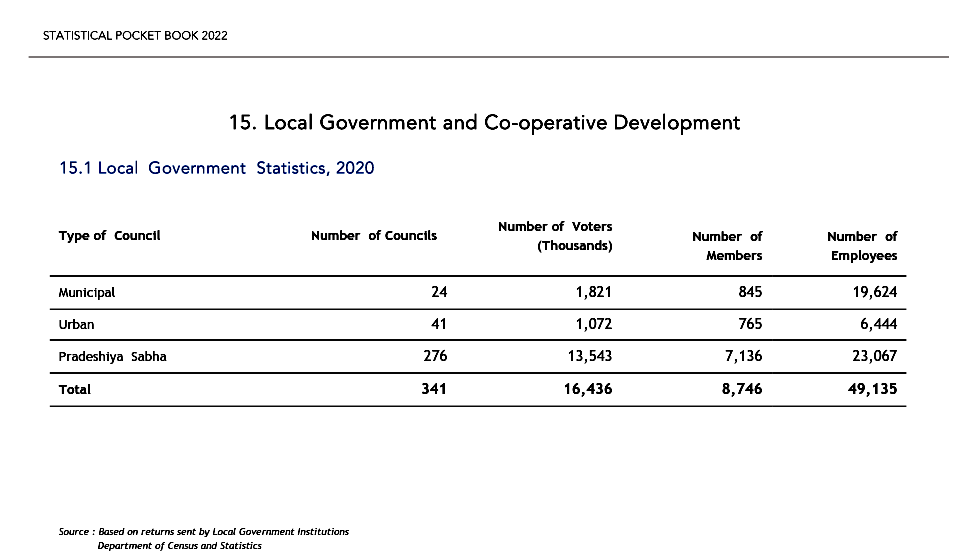 STATISTICAL POCKET BOOK 2022
15. Local Government and Co-operative Development
15.1 Local Government Statistics, 2020
Type of Council Number of Councils Number of Voters (Thousands) Number of Members Number of Employees
Municipal 24 1,821 845 19,624
Urban 41 1,072 765 6,444
Pradeshiya Sabha 276 13,543 7,136 23,067
Total 341 16,436 8,746 49,135
Source : Based on returns sent by Local Government Institutions
Department of Census and Statistics